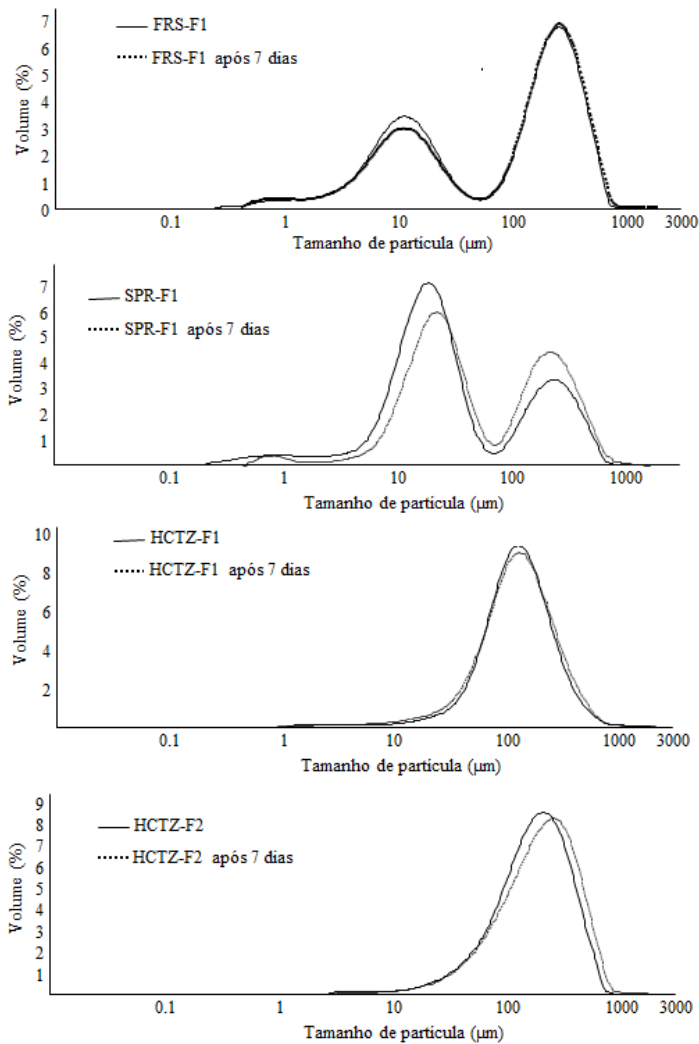 7
6
5
4
3
2
1
0
Volume (%)
FRS-F1
FRS-F1 após 7 dias
0.1 1 10 100 1000 3000
Tamanho de partícula (µm)
7
6
5
4
3
2
1
Volume (%)
SPR-F1
SPR-F1 após 7 dias
0.1 1 10 100 1000
Tamanho de partícula (µm)
10
8
6
4
2
Volume (%)
HCTZ-F1
HCTZ-F1 após 7 dias
0.1 1 10 100 1000 3000
Tamanho de partícula (µm)
9
8
7
6
5
4
3
2
1
Volume (%)
HCTZ-F2
HCTZ-F2 após 7 dias
0.1 1 10 100 1000 3000
Tamanho de partícula (µm)